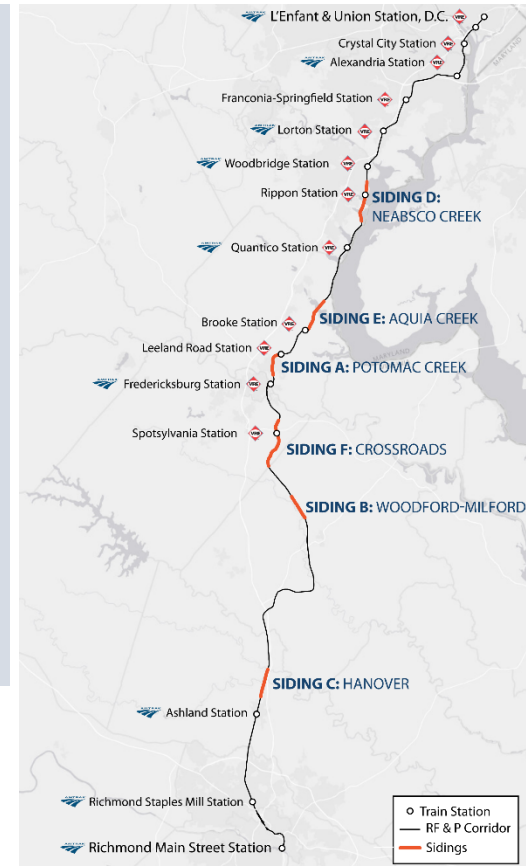 L'Enfant & Union Station, D.C.
Crystal City Station
Alexandria Station
MARYLAND
Franconia-Springfield Station
Lorton Station
Woodbridge Station
Rippon Station
SIDING D:
NEABSCO CREEK
Quantico Station
Brooke Station
SIDING E: AQUIA CREEK
Leeland Road Station
MARYLAND
SIDING A: POTOMAC CREEK
Fredericksburg Station
Spotsylvania Station
SIDING F: CROSSROADS
SIDING B: WOODFORD-MILFORD
SIDING C: HANOVER
Ashland Station
Richmond Staples Mill Station
Richmond Main Street Station
Train Station
RF & P Corridor
Sidings